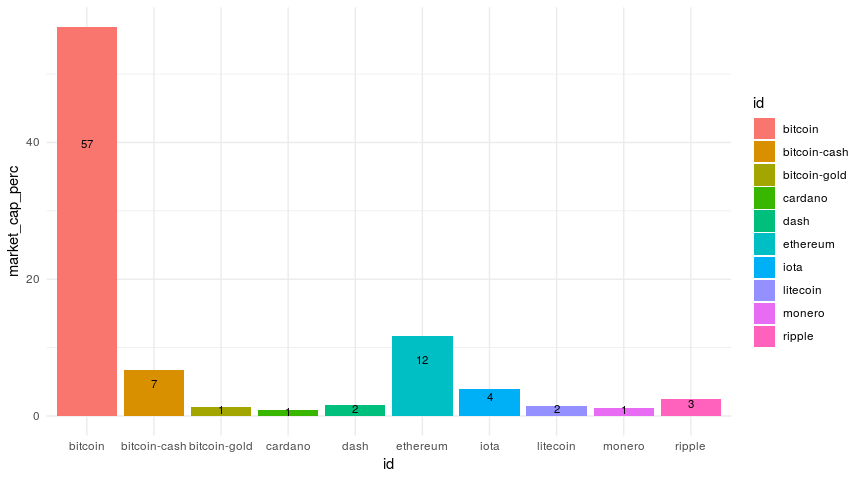 market_cap_perc
40
20
0
57
7
1
1
2
12
4
2
1
3
bitcoin
bitcoin-cash
bitcoin-gold
cardano
dash
ethereum
iota
litecoin
monero
ripple
id
id
bitcoin
bitcoin-cash
bitcoin-gold
cardano
dash
ethereum
iota
litecoin
monero
ripple